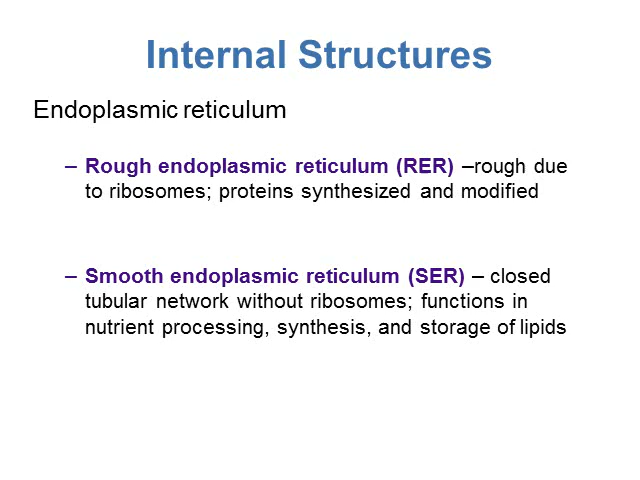 Internal Structures
Endoplasmic reticulum
– Rough endoplasmic reticulum (RER) –rough due
to ribosomes; proteins synthesized and modified
– Smooth endoplasmic reticulum (SER) – closed
tubular network without ribosomes; functions in
nutrient processing, synthesis, and storage of lipids